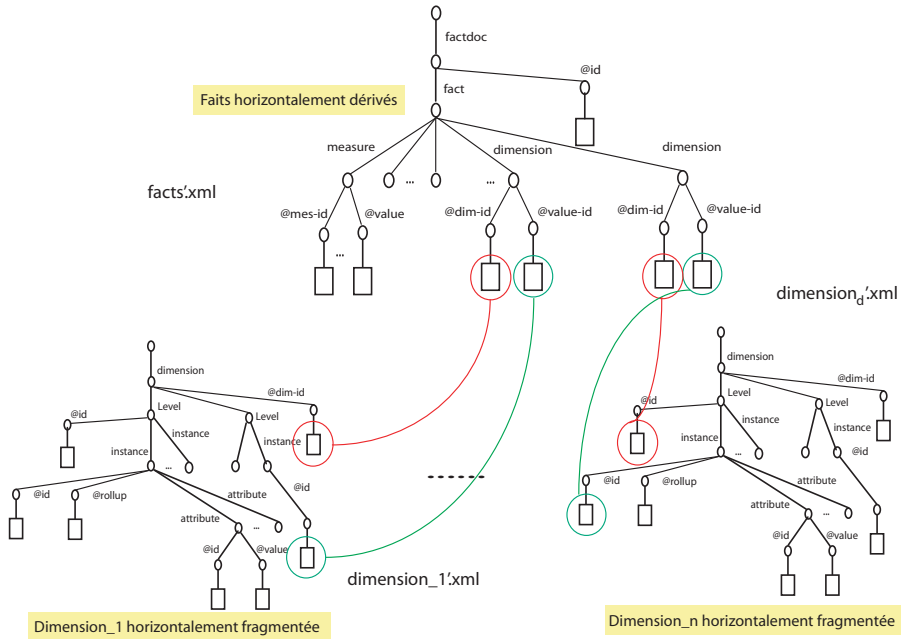 factdoc
@id
fact
Faits horizontalement dérivés
measure
dimension
dimension
...
...
facts'.xml
@mes-id
@value
@dim-id
@value-id
@dim-id
@value-id
...
dimension_d'.xml
dimension
@dim-id
@id
Level
Level
instance
instance
instance
...
@id
@rollup
attribute
attribute
@id
...
@id
@value
dimension_1'.xml
Dimension_1 horizontalement fragmentée
------
dimension
@dim-id
@id
Level
Level
instance
instance
...
@id
@id
@rollup
attribute
attribute
...
@id
@value
Dimension_n horizontalement fragmentée